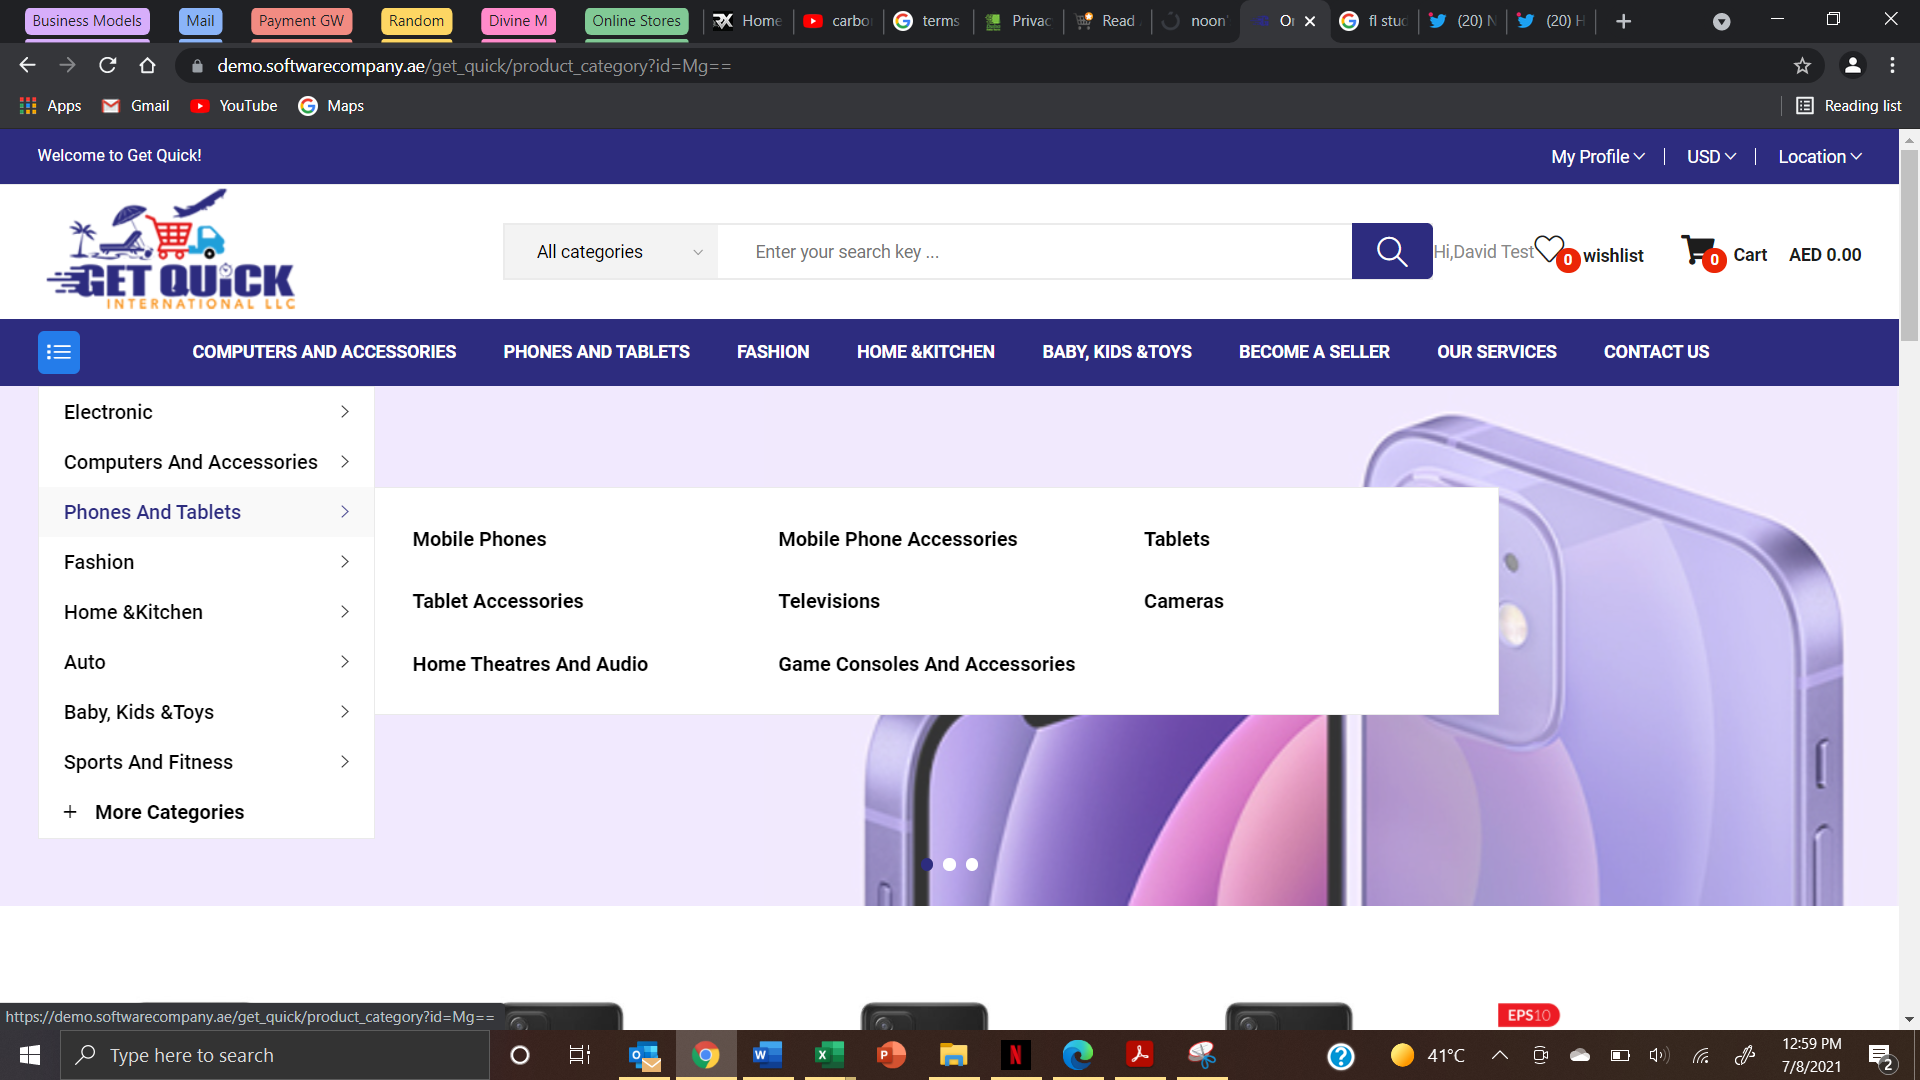 Business Models Mail Payment GW Random Divine M Online Stores Home carbo terms Privac Read noon' Or fl stud (20) N (20) H
demo.softwarecompany.ae/get_quick/product_category?id=Mg==
Apps Gmail YouTube Maps Reading list
Welcome to Get Quick! My Profile USD Location
GET QUICK
INTERNATIONAL LLC
All categories Enter your search key ... Hi,David Test 0 wishlist 0 Cart AED 0.00
COMPUTERS AND ACCESSORIES PHONES AND TABLETS FASHION HOME &KITCHEN BABY, KIDS &TOYS BECOME A SELLER OUR SERVICES CONTACT US
Electronic
Computers And Accessories
Phones And Tablets
Fashion
Home &Kitchen
Auto
Baby, Kids &Toys
Sports And Fitness
+ More Categories
Mobile Phones Mobile Phone Accessories Tablets
Tablet Accessories Televisions Cameras
Home Theatres And Audio Game Consoles And Accessories
EPS10
https://demo.softwarecompany.ae/get_quick/product_category?id=Mg==
Type here to search 41°C 12:59 PM
7/8/2021 2